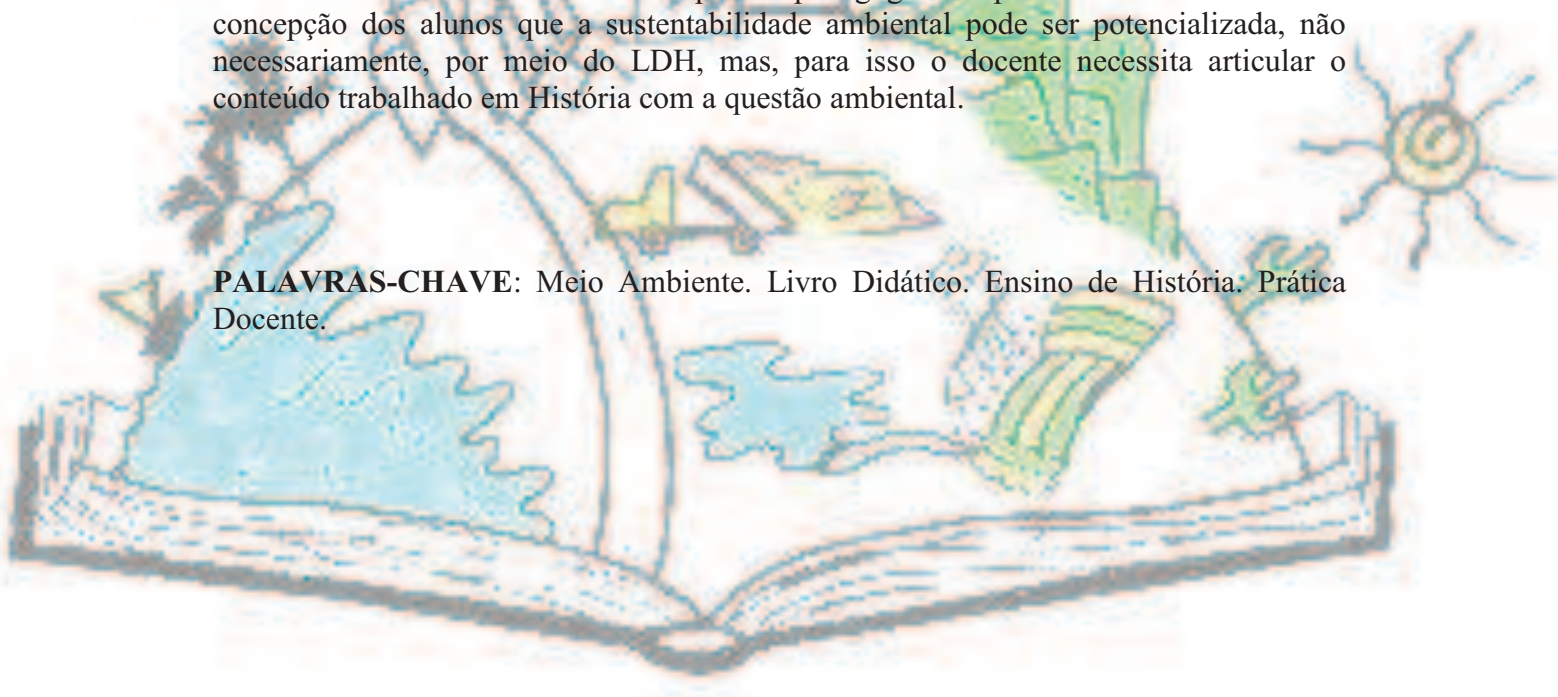 concepção dos alunos que a sustentabilidade ambiental pode ser potencializada, não
necessariamente, por meio do LDH, mas, para isso o docente necessita articular o
conteúdo trabalhado em História com a questão ambiental.
PALAVRAS-CHAVE: Meio Ambiente. Livro Didático. Ensino de História. Prática
Docente.